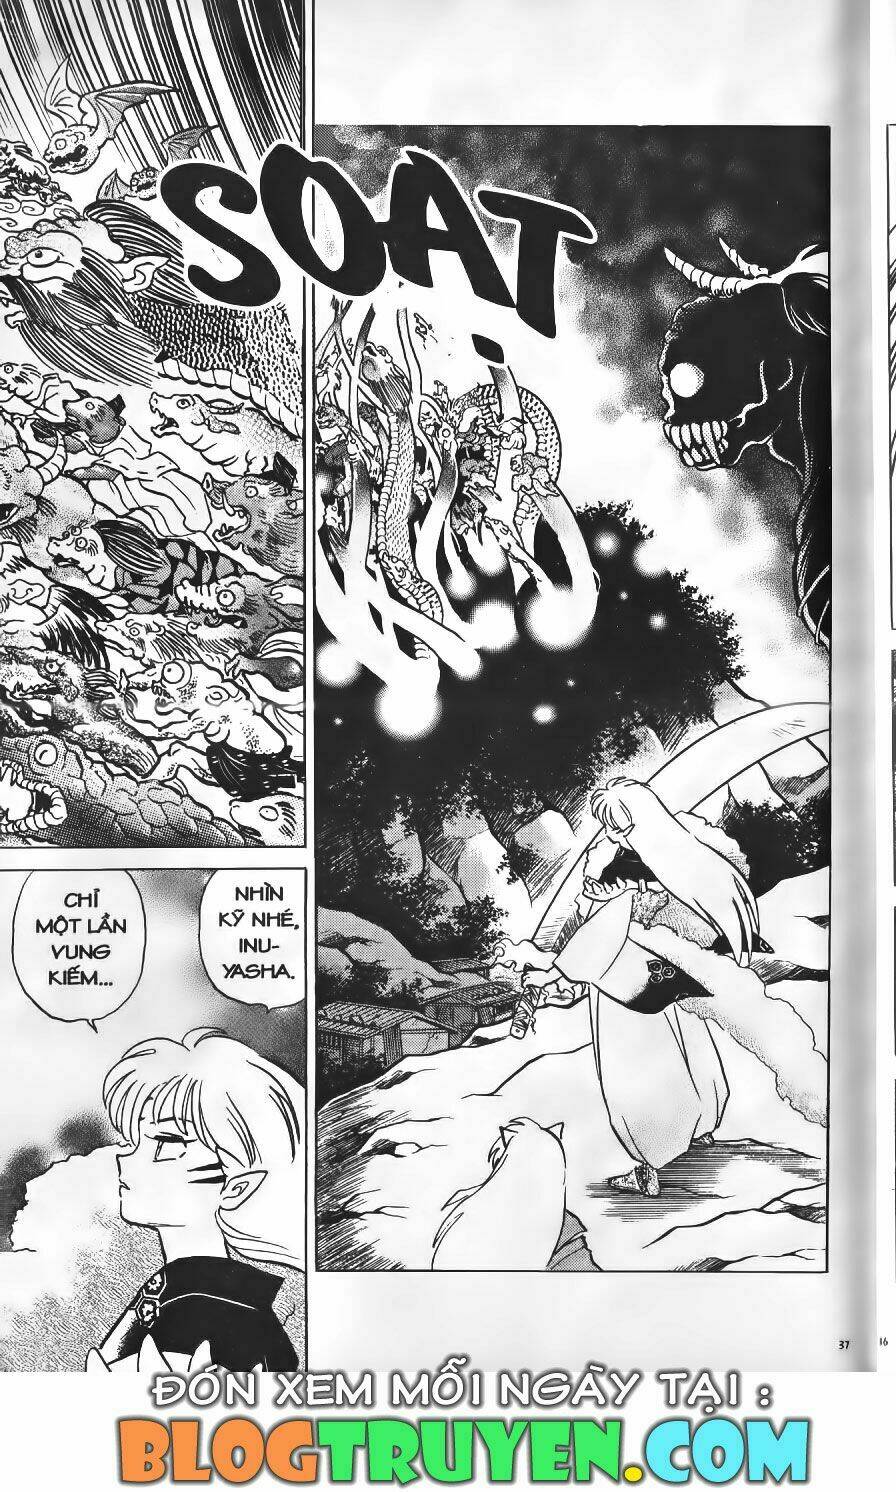 SOẠT
NHÌN
KỸ NHÉ,
INU-
YASHA.
CHỈ
MỘT LẦN
VUNG
KIẾM...
37
16
ĐÓN XEM MỖI NGÀY TẠI :
BLOGTRUYEN.COM